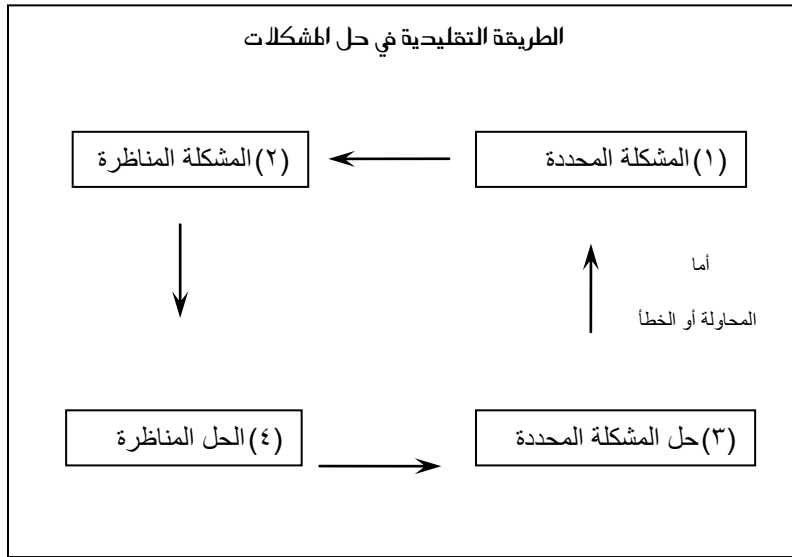 الطريقة التقليدية في حل المشكلات
(١) المشكلة المحددة
(٢) المشكلة المناظرة
أما
المحاولة أو الخطأ
(٣) حل المشكلة المحددة
(٤) الحل المناظرة